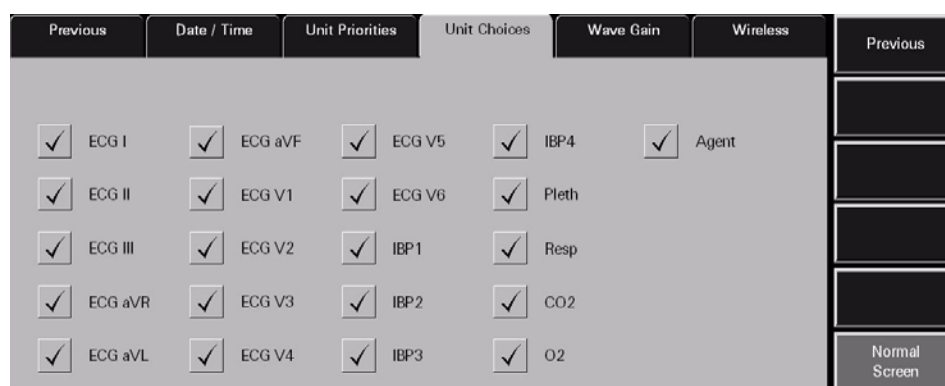 Previous Date / Time Unit Priorities Unit Choices Wave Gain Wireless
Previous
ECG I ECG aVF ECG V5 IBP4 Agent
ECG II ECG V1 ECG V6 Pleth
ECG III ECG V2 IBP1 Resp
ECG aVR ECG V3 IBP2 CO2
ECG aVL ECG V4 IBP3 O2
Normal
Screen